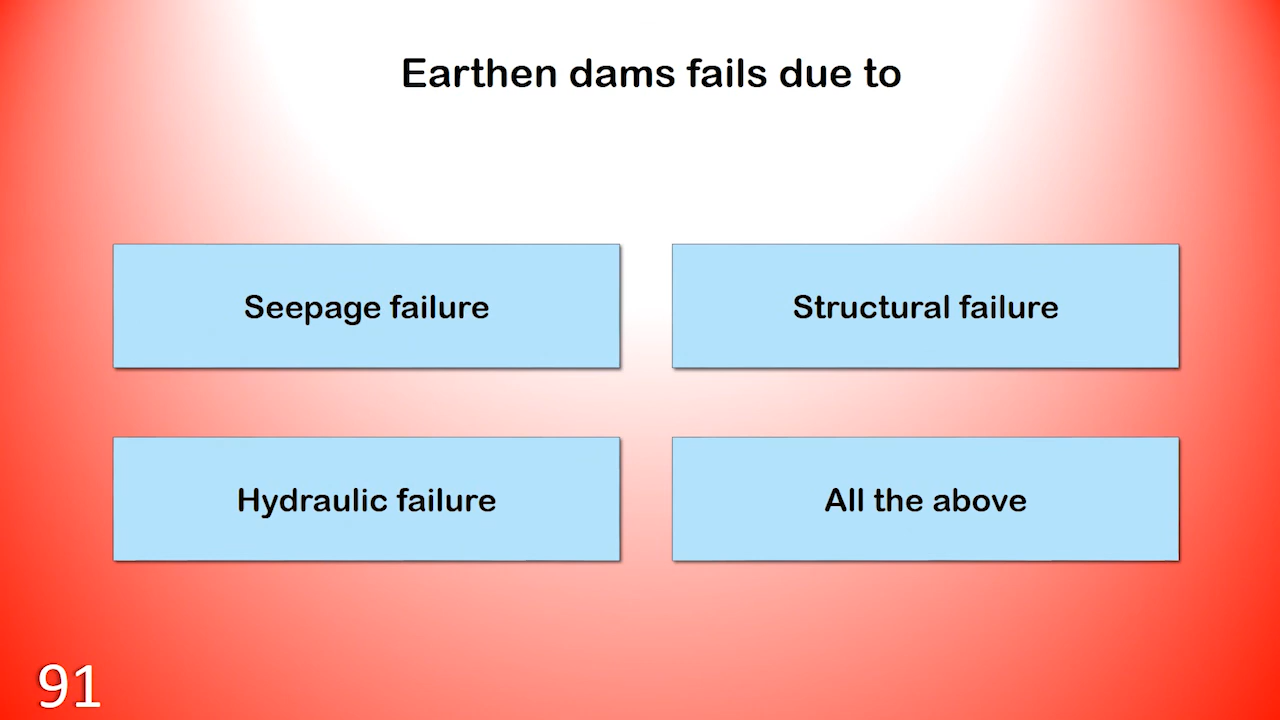 Earthen dams fails due to
Seepage failure
Structural failure
Hydraulic failure
All the above
91